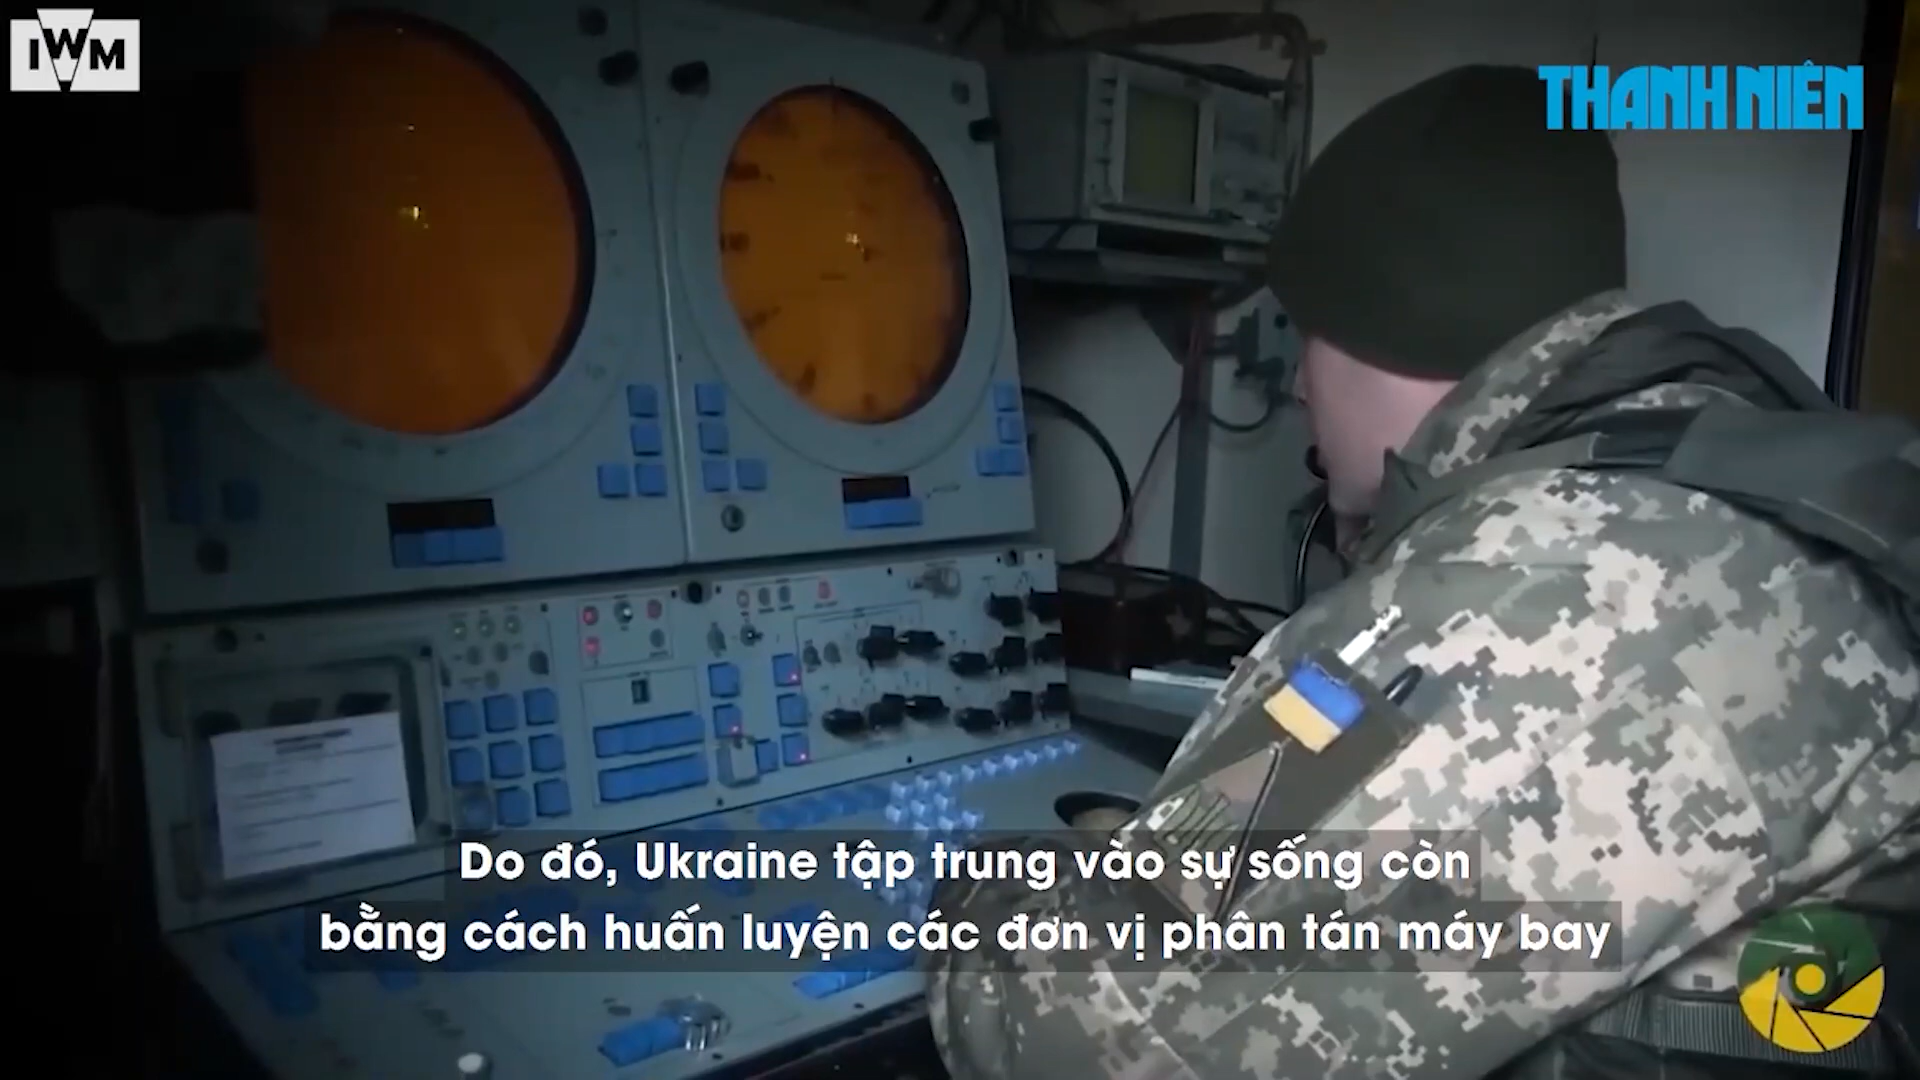 IWM
THANH NIÊN
Do đó, Ukraine tập trung vào sự sống còn
bằng cách huấn luyện các đơn vị phân tán máy bay